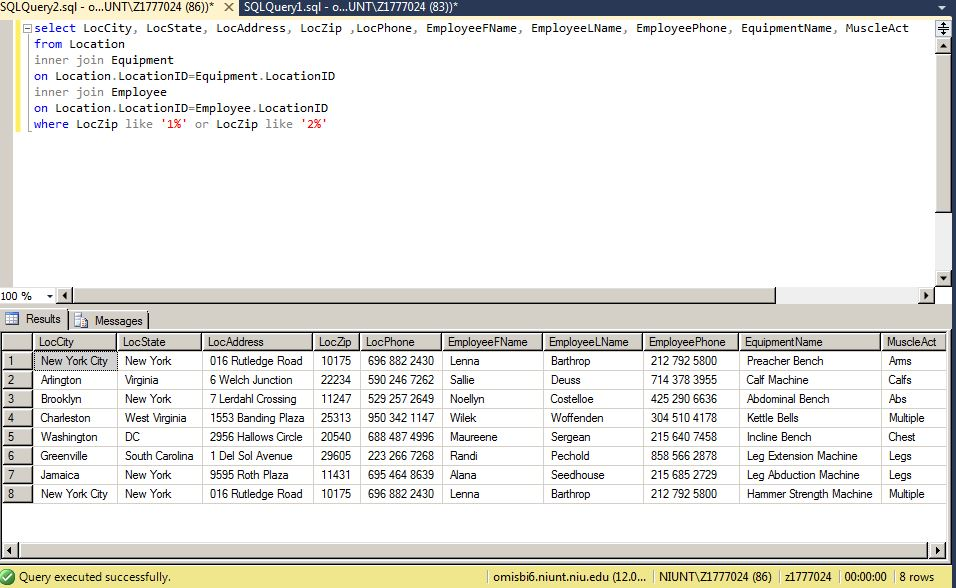 SQLQuery2.sql - o...UNT\Z1777024 (86))* SQLQuery1.sql - o...UNT\Z1777024 (83))*
select LocCity, LocState, LocAddress, LocZip ,LocPhone, EmployeeFName, EmployeeLName, EmployeePhone, EquipmentName, MuscleAct
from Location
inner join Equipment
on Location.LocationID=Equipment.LocationID
inner join Employee
on Location.LocationID=Employee.LocationID
where LocZip like '1%' or LocZip like '2%'
100 %
Results Messages
LocCity LocState LocAddress LocZip LocPhone EmployeeFName EmployeeLName EmployeePhone EquipmentName MuscleAct
1 New York City New York 016 Rutledge Road 10175 696 882 2430 Lenna Barthrop 212 792 5800 Preacher Bench Arms
2 Arlington Virginia 6 Welch Junction 22234 590 246 7262 Sallie Deuss 714 378 3955 Calf Machine Calfs
3 Brooklyn New York 7 Lerdahl Crossing 11247 529 257 2649 Noellyn Costelloe 425 290 6636 Abdominal Bench Abs
4 Charleston West Virginia 1553 Banding Plaza 25313 950 342 1147 Wilek Woffenden 304 510 4178 Kettle Bells Multiple
5 Washington DC 2956 Hallows Circle 20540 688 487 4996 Maureene Sergean 215 640 7458 Incline Bench Chest
6 Greenville South Carolina 1 Del Sol Avenue 29605 223 266 7268 Randi Pechold 858 566 2878 Leg Extension Machine Legs
7 Jamaica New York 9595 Roth Plaza 11431 695 464 8639 Alana Seedhouse 215 685 2729 Leg Abduction Machine Legs
8 New York City New York 016 Rutledge Road 10175 696 882 2430 Lenna Barthrop 212 792 5800 Hammer Strength Machine Multiple
Query executed successfully. omisbi6.niunt.niu.edu (12.0... NIUNT\Z1777024 (86) z1777024 00:00:00 8 rows